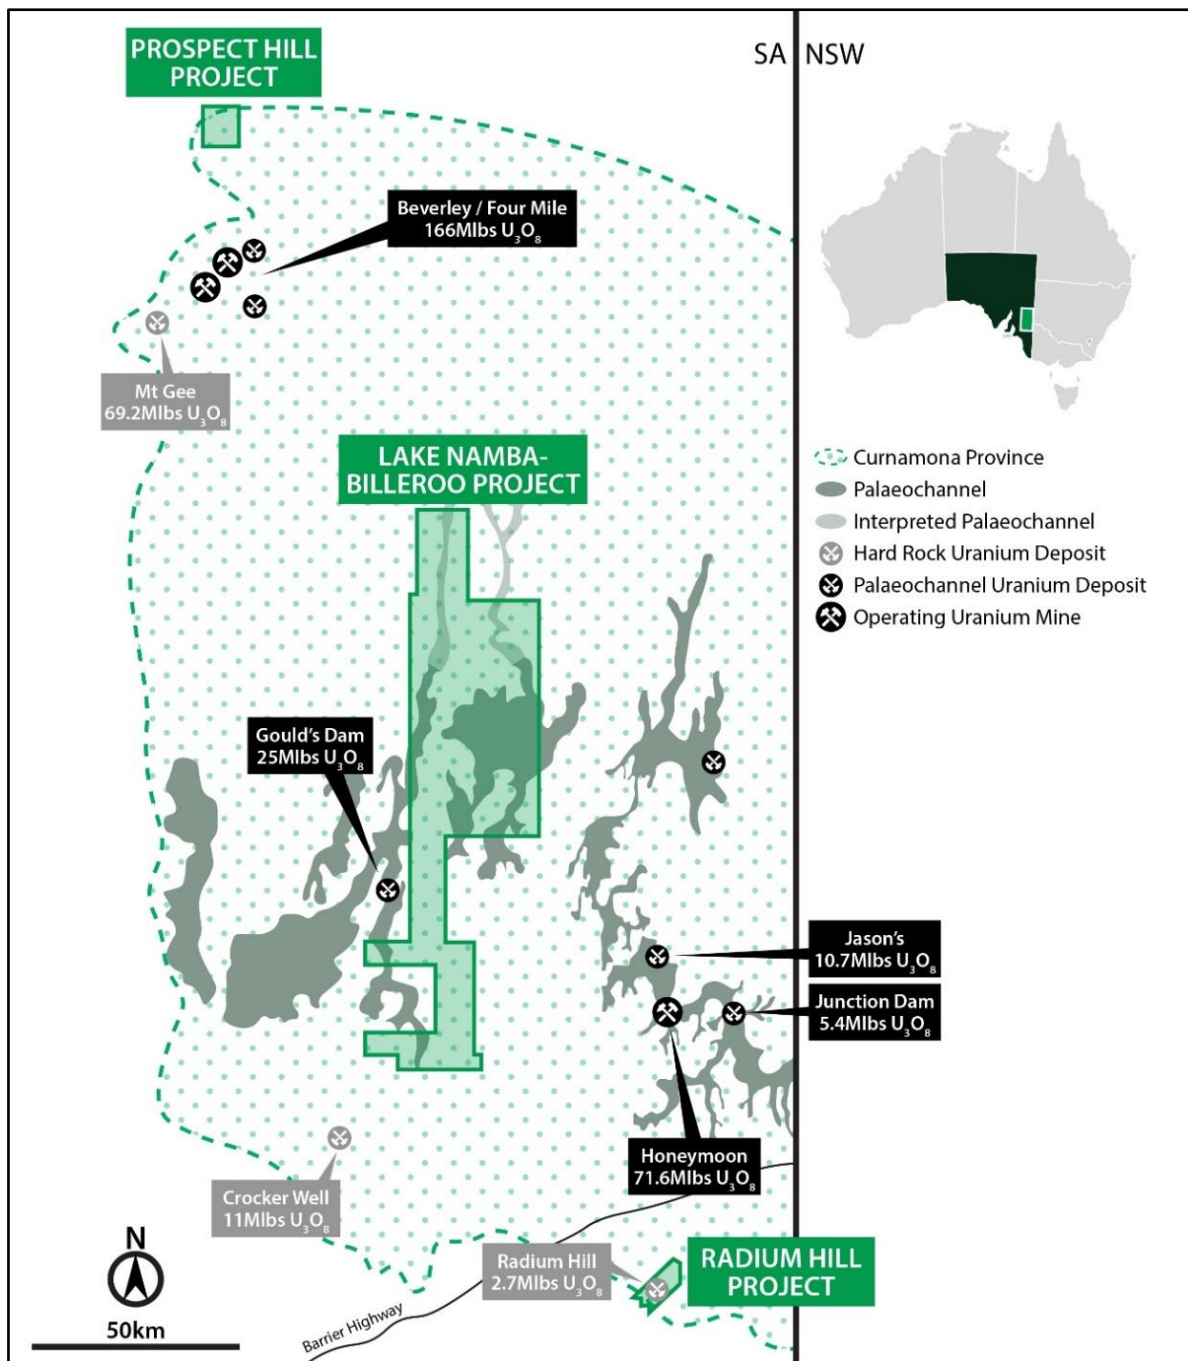 PROSPECT HILL
PROJECT
SA
NSW
Beverley / Four Mile
166Mlbs U₃O₈
Mt Gee
69.2Mlbs U₃O₈
LAKE NAMBA-
BILLEROO PROJECT
Curnamona Province
Palaeochannel
Interpreted Palaeochannel
Hard Rock Uranium Deposit
Palaeochannel Uranium Deposit
Operating Uranium Mine
Gould's Dam
25Mlbs U₃O₈
Jason's
10.7Mlbs U₃O₈
Junction Dam
5.4Mlbs U₃O₈
Honeymoon
71.6Mlbs U₃O₈
Crocker Well
11Mlbs U₃O₈
Radium Hill
2.7Mlbs U₃O₈
RADIUM HILL
PROJECT
N
50km
Barrier Highway